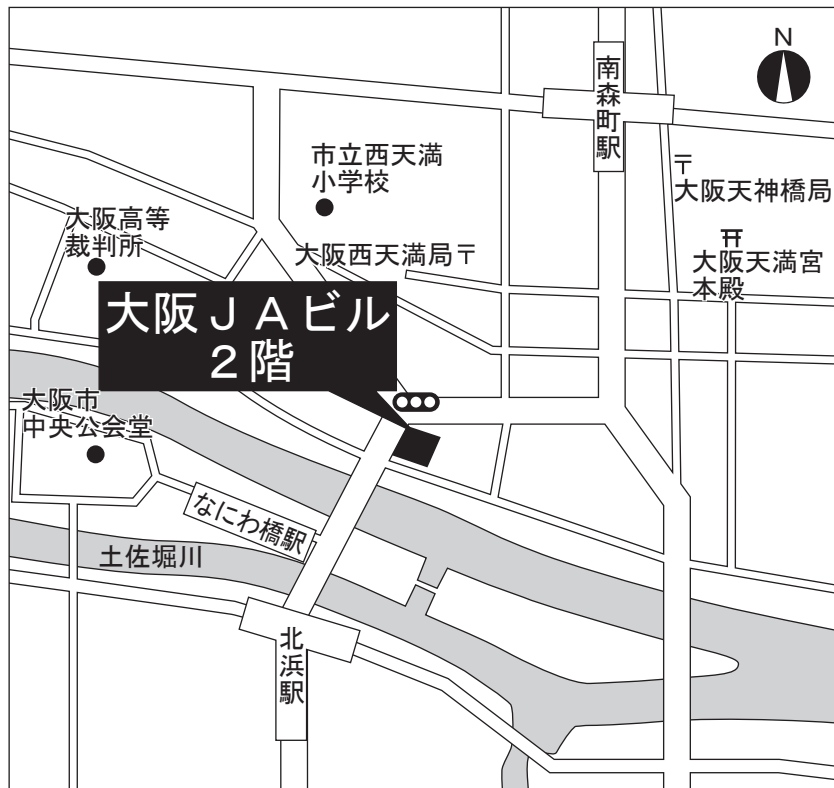 N
南森町駅
市立西天満
小学校
〒
大阪天神橋局
大阪高等
裁判所
大阪西天満局〒
大阪天満宮
本殿
大阪ＪＡビル
２階
大阪市
中央公会堂
なにわ橋駅
土佐堀川
北浜駅